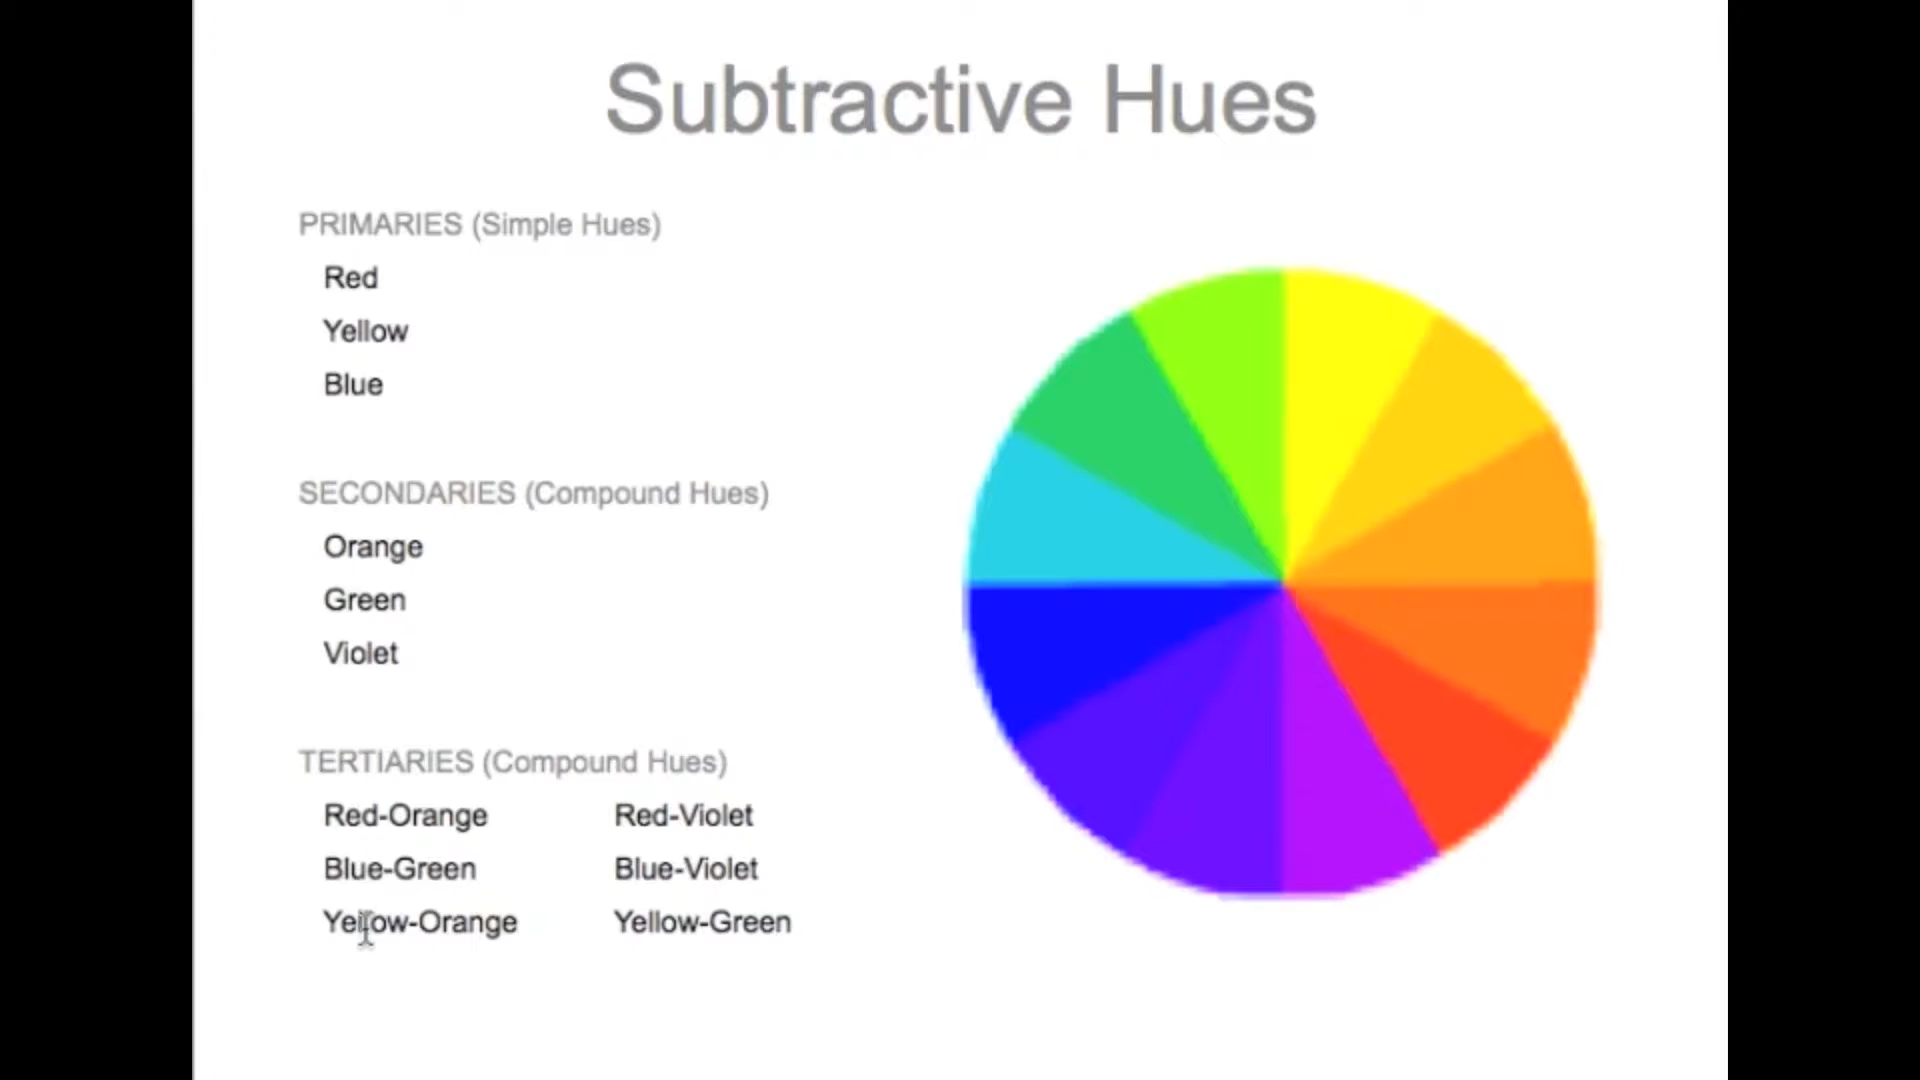 Subtractive Hues
PRIMARIES (Simple Hues)
Red
Yellow
Blue
SECONDARIES (Compound Hues)
Orange
Green
Violet
TERTIARIES (Compound Hues)
Red-Orange Red-Violet
Blue-Green Blue-Violet
Yellow-Orange Yellow-Green